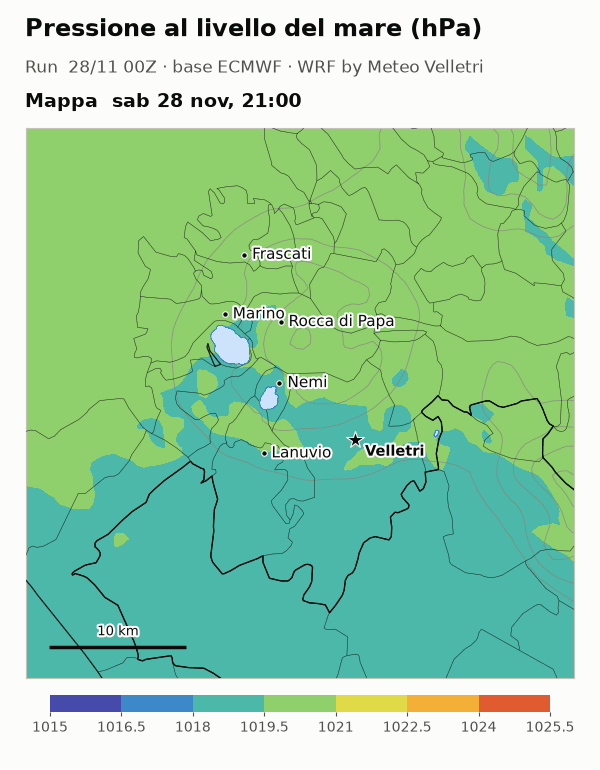 Pressione al livello del mare (hPa)
Run  28/11 00Z · base ECMWF · WRF by Meteo Velletri
Mappa  sab 28 nov, 21:00
Frascati
Marino
Rocca di Papa
Nemi
Velletri
Lanuvio
10 km
1015 1016.5 1018 1019.5 1021 1022.5 1024 1025.5